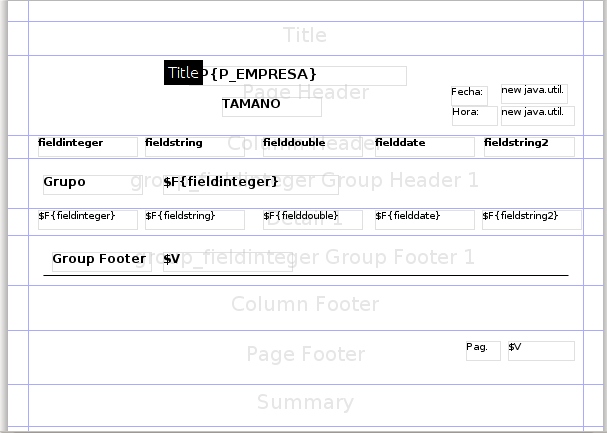 Title
Title P{P_EMPRESA}
Page Header
TAMANO
Fecha: new java.util.
Hora: new java.util.
Column Header
fieldinteger fieldstring fielddouble fielddate fieldstring2
group_fieldinteger Group Header 1
Grupo $F{fieldinteger}
$F{fieldinteger} $F{fieldstring} $F{fielddouble} $F{fielddate} $F{fieldstring2}
Detail 1
group_fieldinteger Group Footer 1
Group Footer $V
Column Footer
Pag. $V
Page Footer
Summary